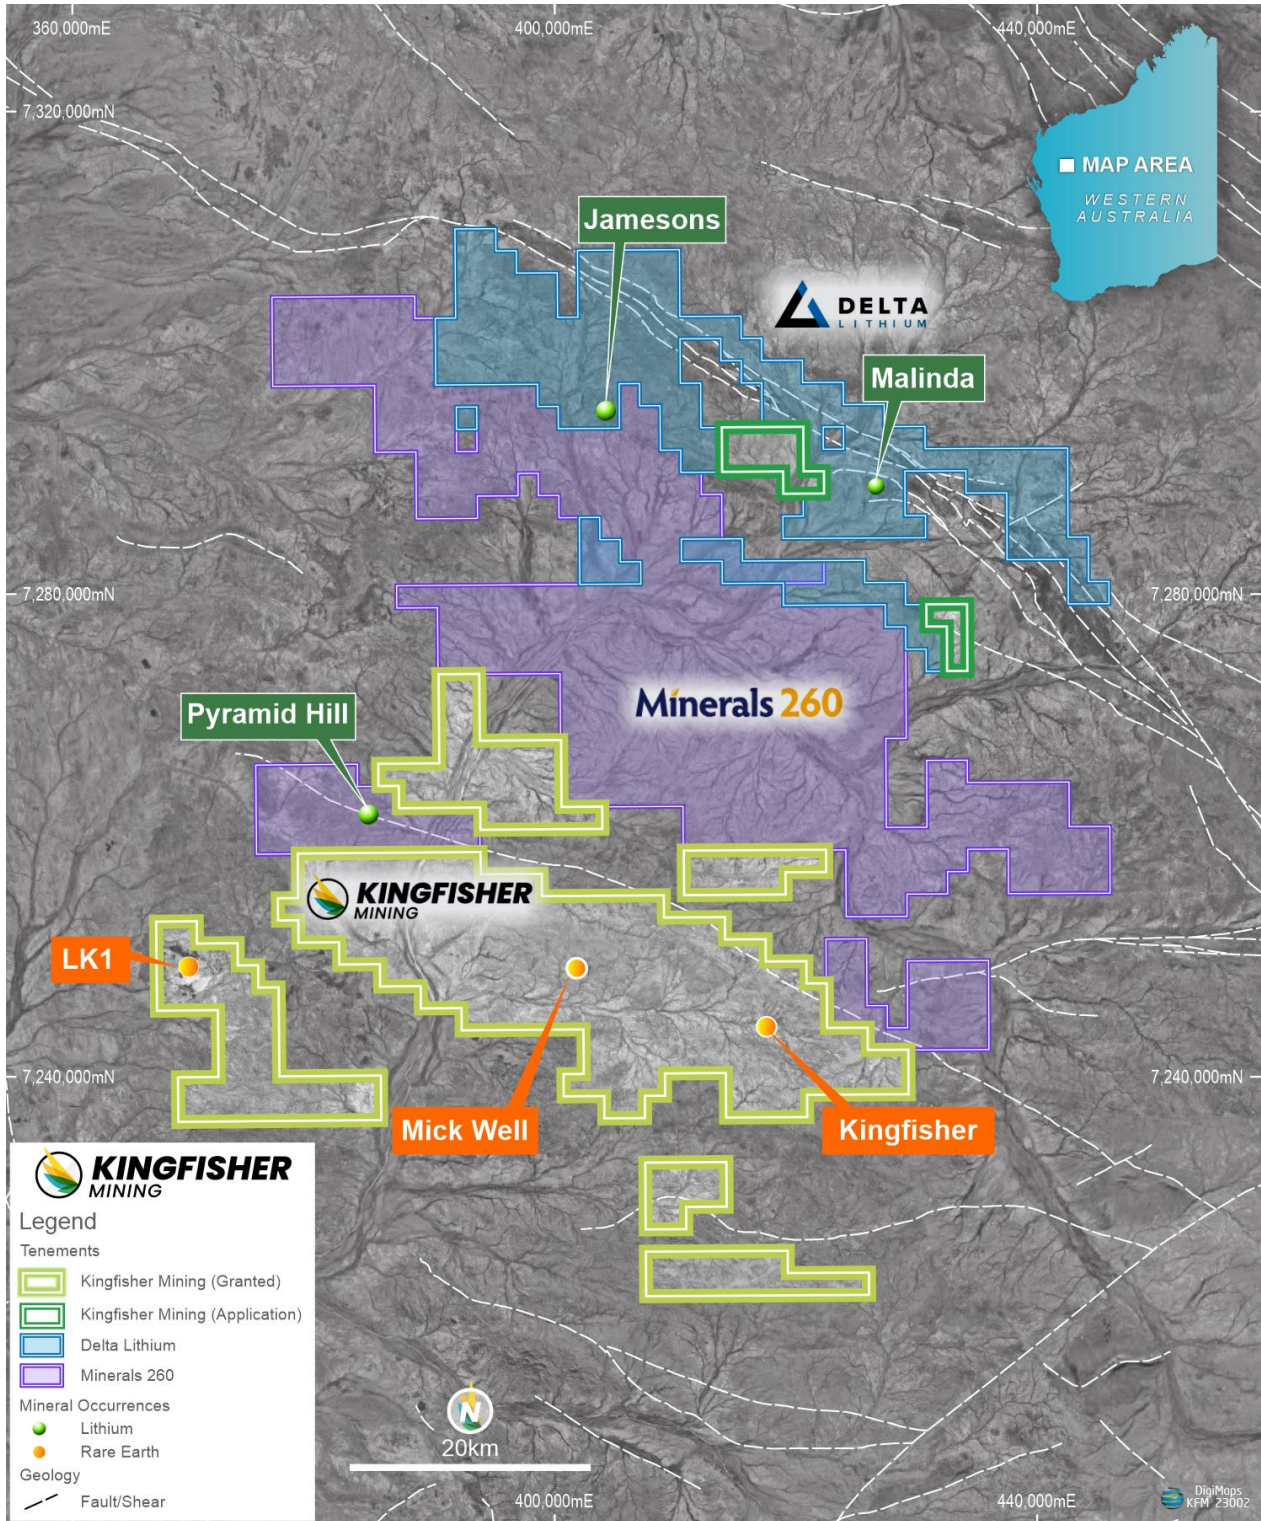 360,000mE
400,000mE
440,000mE
7,320,000mN
MAP AREA
WESTERN
AUSTRALIA
Jamesons
DELTA
LITHIUM
Malinda
7,280,000mN
7,280,000mN
Minerals 260
Pyramid Hill
KINGFISHER
MINING
LK1
7,240,000mN
7,240,000mN
Mick Well
Kingfisher
KINGFISHER
MINING
Legend
Tenements
Kingfisher Mining (Granted)
Kingfisher Mining (Application)
Delta Lithium
Minerals 260
Mineral Occurrences
Lithium
Rare Earth
Geology
Fault/Shear
N
20km
400,000mE
440,000mE
DigiMaps
KFM 23002